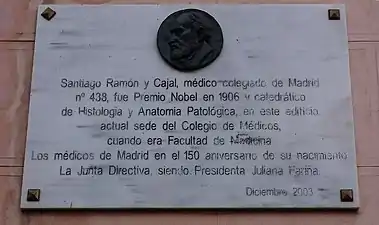 Santiago Ramón y Cajal, médico colegiado de Madrid
nº 438, fue Premio Nobel en 1906 y catedrático
de Histología y Anatomía Patológica, en este edificio
actual sede del Colegio de Médicos,
cuando era Facultad de Medicina
Los médicos de Madrid en el 150 aniversario de su nacimiento
La Junta Directiva, siendo Presidenta Juliana Fariña.
Diciembre 2003